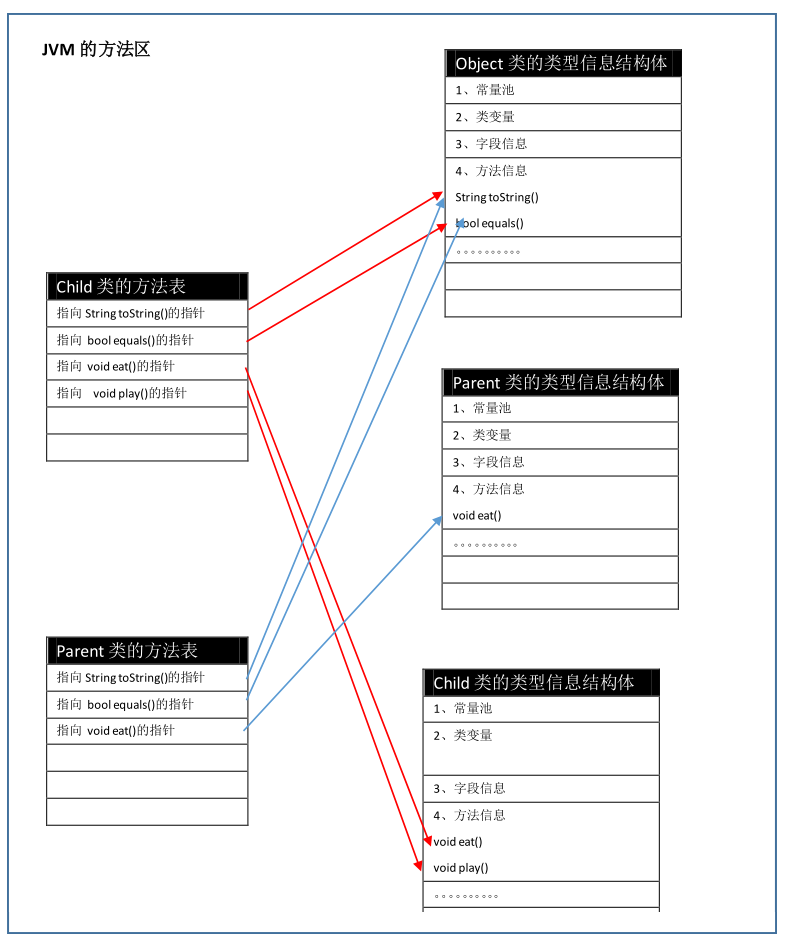 JVM 的方法区
Object 类的类型信息结构体
1、常量池
2、类变量
3、字段信息
4、方法信息
String toString()
bool equals()
。。。。。。。。。。
Child 类的方法表
指向 String toString()的指针
指向 bool equals()的指针
指向 void eat()的指针
指向 void play()的指针
Parent 类的类型信息结构体
1、常量池
2、类变量
3、字段信息
4、方法信息
void eat()
。。。。。。。。。。
Parent 类的方法表
指向 String toString()的指针
指向 bool equals()的指针
指向 void eat()的指针
Child 类的类型信息结构体
1、常量池
2、类变量
3、字段信息
4、方法信息
void eat()
void play()
。。。。。。。。。。